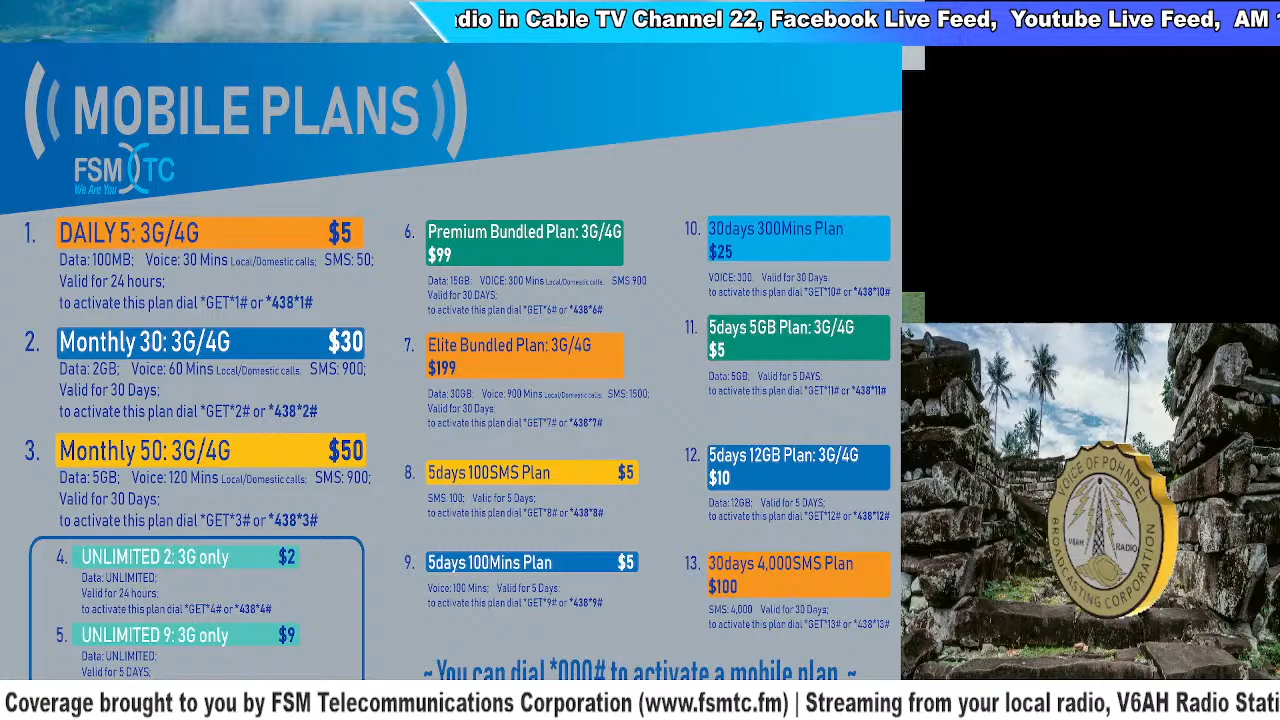 dio in Cable TV Channel 22, Facebook Live Feed, Youtube Live Feed, AM
MOBILE PLANS
FSM TC
We Are You
1. DAILY 5: 3G/4G $5
Data: 100MB; Voice: 30 Mins Local/Domestic calls; SMS: 50;
Valid for 24 hours;
to activate this plan dial *GET*1# or *438*1#
2. Monthly 30: 3G/4G $30
Data: 2GB; Voice: 60 Mins Local/Domestic calls. SMS: 900;
Valid for 30 Days;
to activate this plan dial *GET*2# or *438*2#
3. Monthly 50: 3G/4G $50
Data: 5GB; Voice: 120 Mins Local/Domestic calls; SMS: 900;
Valid for 30 Days;
to activate this plan dial *GET*3# or *438*3#
4. UNLIMITED 2: 3G only $2
Data: UNLIMITED;
Valid for 24 hours;
to activate this plan dial *GET*4# or *438*4#
5. UNLIMITED 9: 3G only $9
Data: UNLIMITED;
Valid for 5 DAYS;
6. Premium Bundled Plan: 3G/4G
$99
Data: 15GB; VOICE: 300 Mins Local/Domestic calls; SMS 900
Valid for 30 DAYS;
to activate this plan dial *GET*6# or *438*6#
7. Elite Bundled Plan: 3G/4G
$199
Data: 30GB; Voice: 900 Mins Local/Domestic calls; SMS: 1500;
Valid for 30 Days;
to activate this plan dial *GET*7# or *438*7#
8. 5days 100SMS Plan $5
SMS 100; Valid for 5 Days;
to activate this plan dial *GET*8# or *438*8#
9. 5days 100Mins Plan $5
Voice: 100 Mins; Valid for 5 Days;
to activate this plan dial *GET*9# or *438*9#
10. 30days 300Mins Plan
$25
VOICE: 300 Valid for 30 Days;
to activate this plan dial *GET*10# or *438*10#
11. 5days 5GB Plan: 3G/4G
$5
Data: 5GB; Valid for 5 DAYS;
to activate this plan dial *GET*11# or *438*11#
12. 5days 12GB Plan: 3G/4G
$10
Data: 12GB; Valid for 5 DAYS;
to activate this plan dial *GET*12# or *438*12#
13. 30days 4,000SMS Plan
$100
SMS: 4,000 Valid for 30 Days;
to activate this plan dial *GET*13# or *438*13#
~ You can dial *000# to activate a mobile plan ~
VOICE OF POHNPEI
V6AH RADIO
BROADCASTING CORPORATION
Coverage brought to you by FSM Telecommunications Corporation (www.fsmtc.fm) | Streaming from your local radio, V6AH Radio Stati